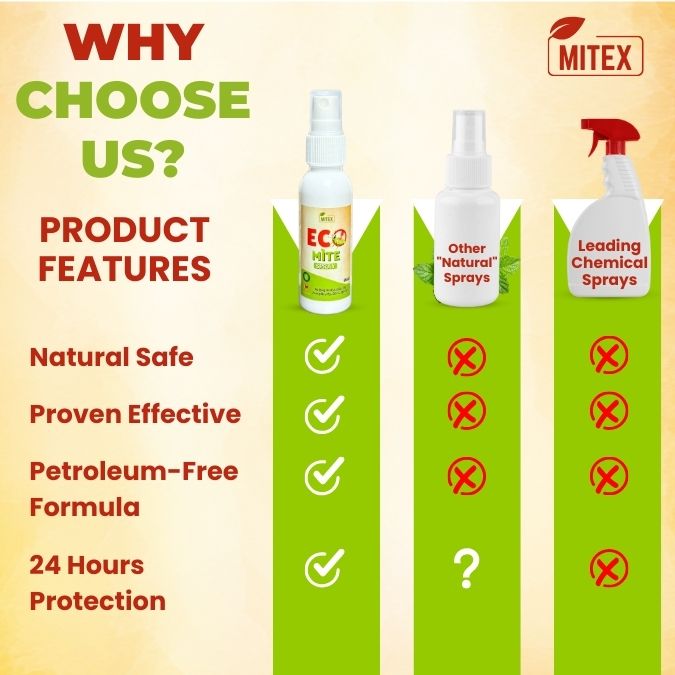 WHY
CHOOSE
US?
MITEX
PRODUCT
FEATURES
MITEX
ECO
MITE
Other
"Natural"
Sprays
Leading
Chemical
Sprays
Natural Safe
Proven Effective
Petroleum-Free
Formula
24 Hours
Protection
?